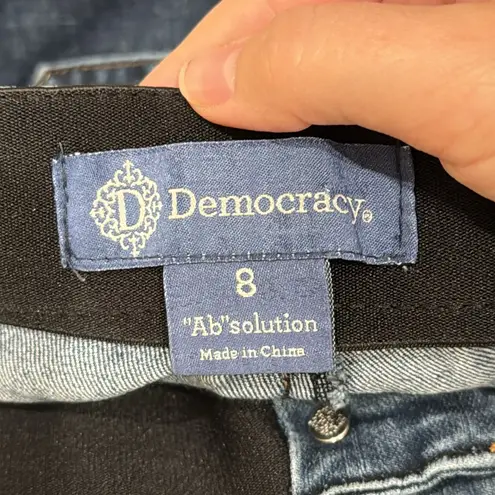 D Democracy®
8
"Ab"solution
Made in China